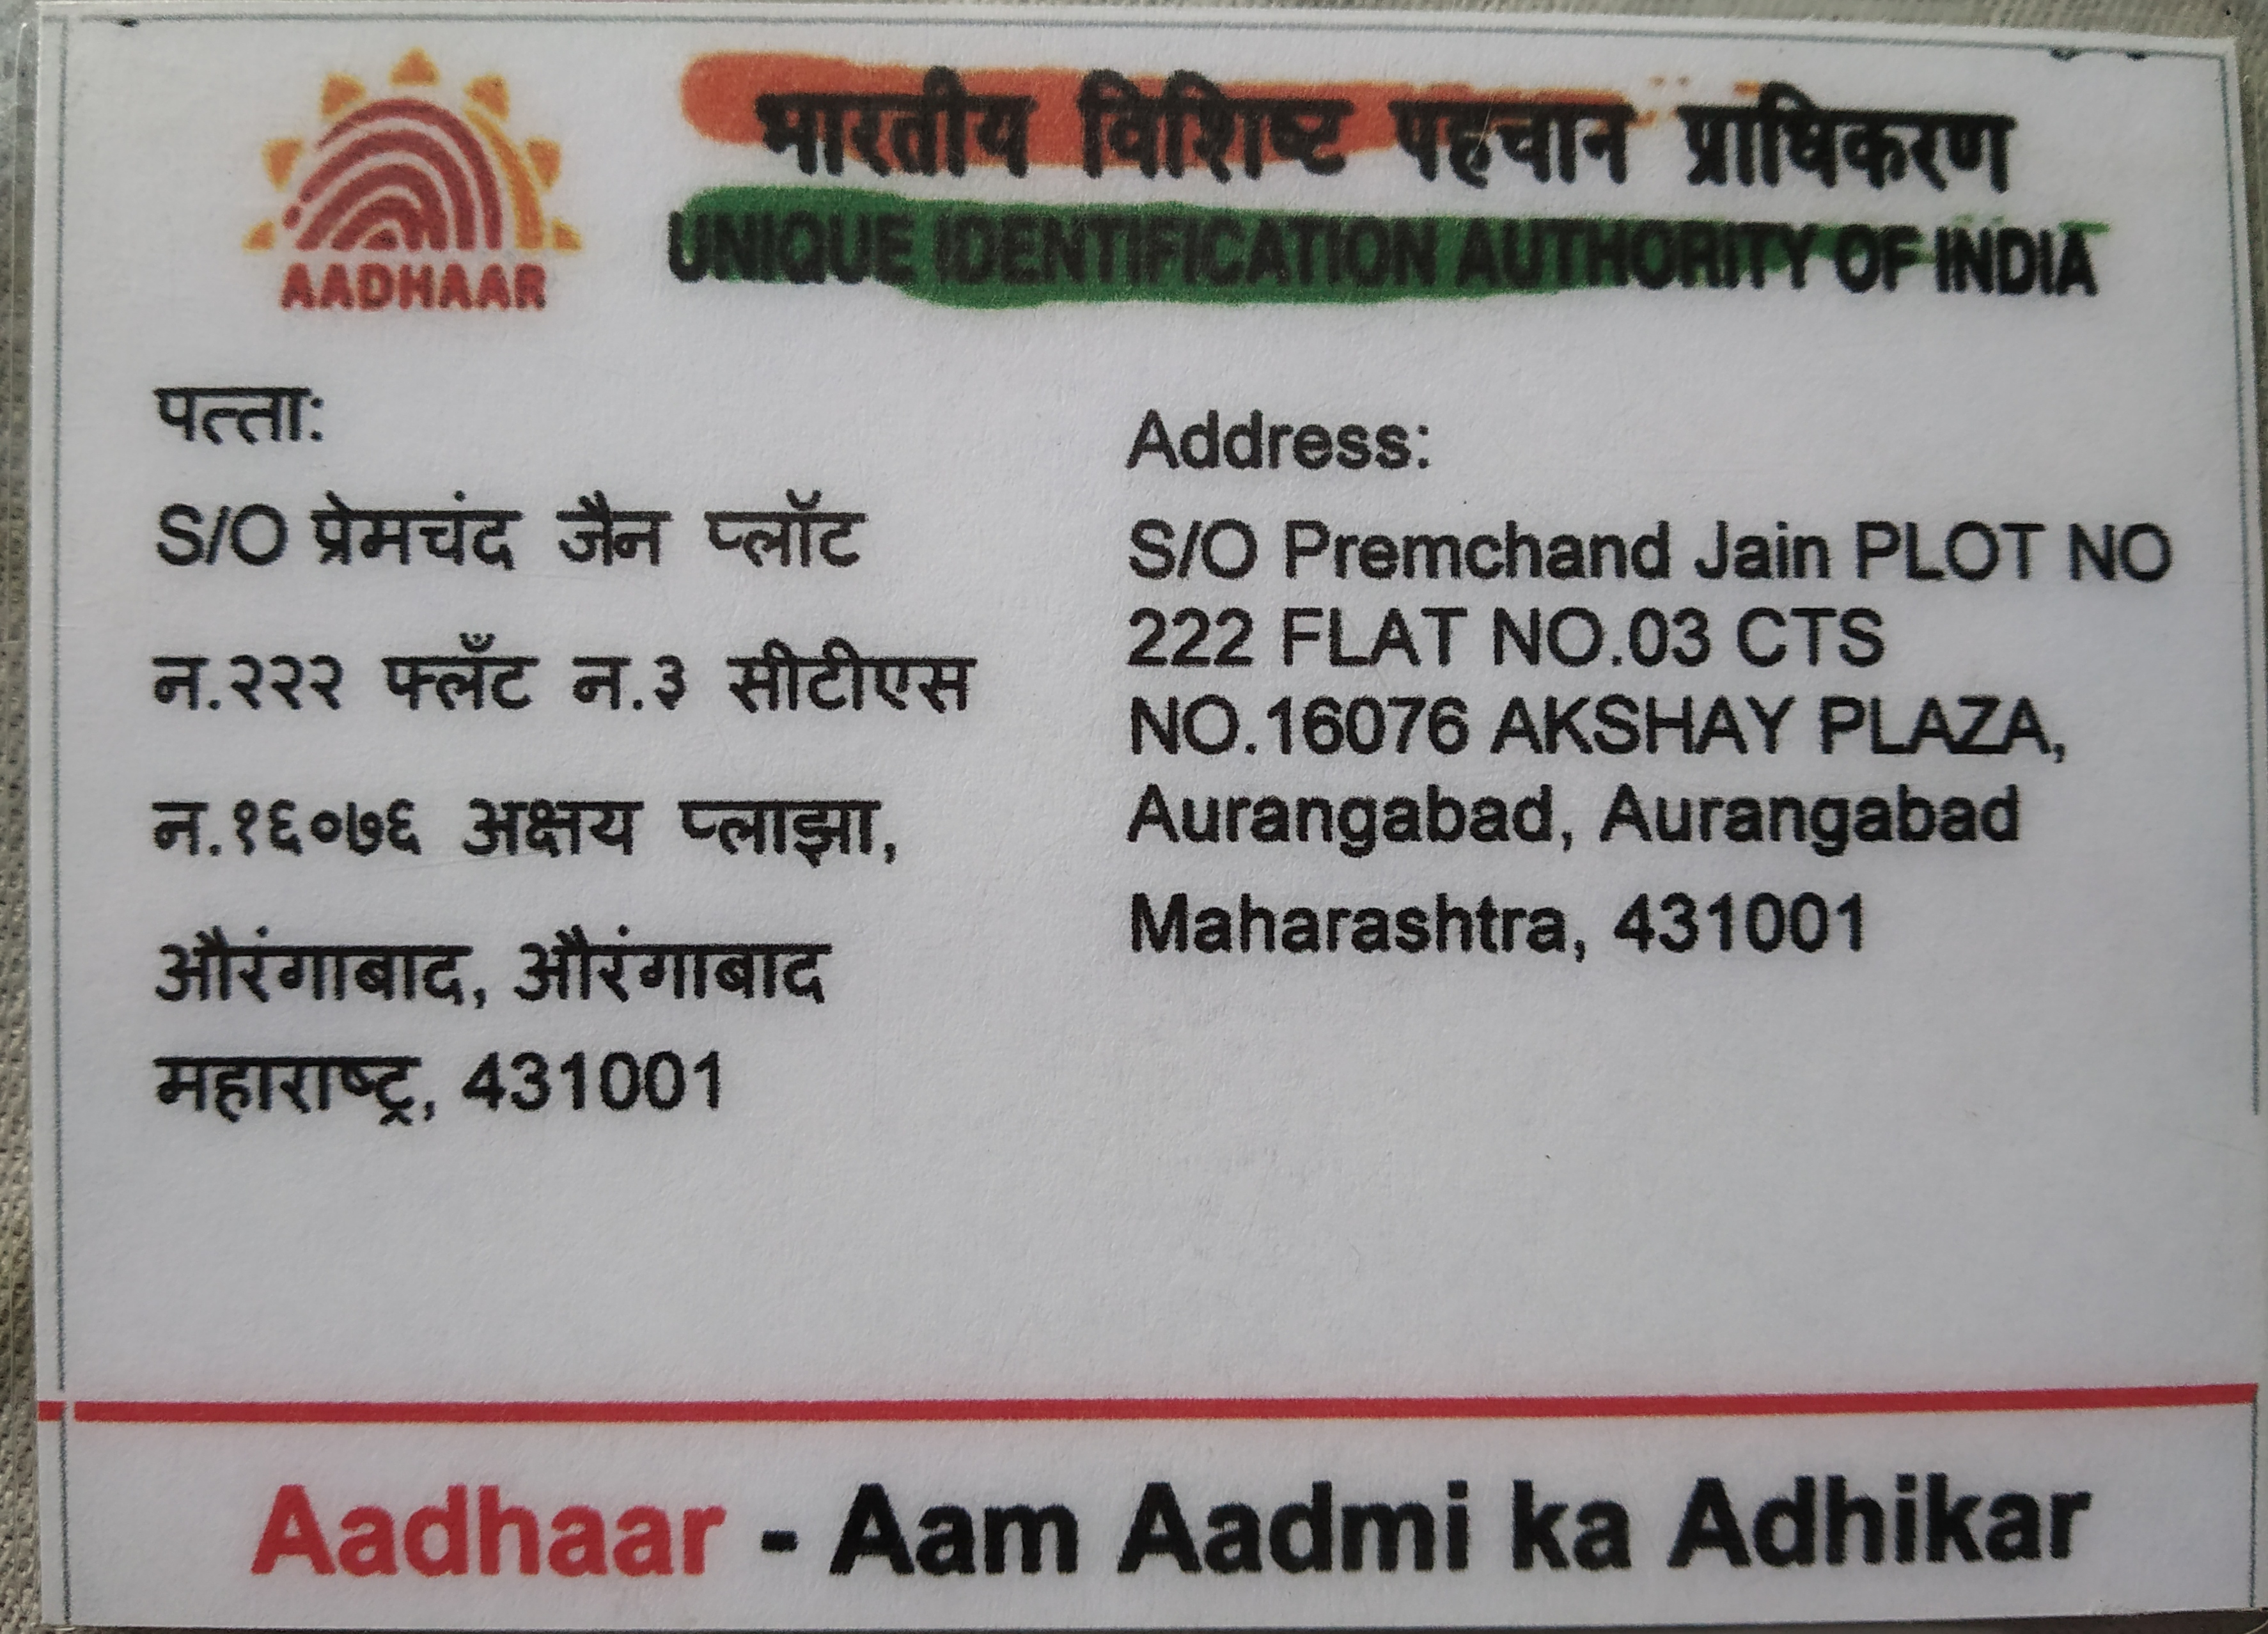 AADHAAR
भारतीय विशिष्ट पहचान प्राधिकरण
UNIQUE IDENTIFICATION AUTHORITY OF INDIA
पत्ता:
S/O प्रेमचंद जैन प्लॉट
न.२२२ फ्लँट न.३ सीटीएस
न.१६०७६ अक्षय प्लाझा,
औरंगाबाद, औरंगाबाद
महाराष्ट्र, 431001
Address:
S/O Premchand Jain PLOT NO
222 FLAT NO.03 CTS
NO.16076 AKSHAY PLAZA,
Aurangabad, Aurangabad
Maharashtra, 431001
Aadhaar - Aam Aadmi ka Adhikar